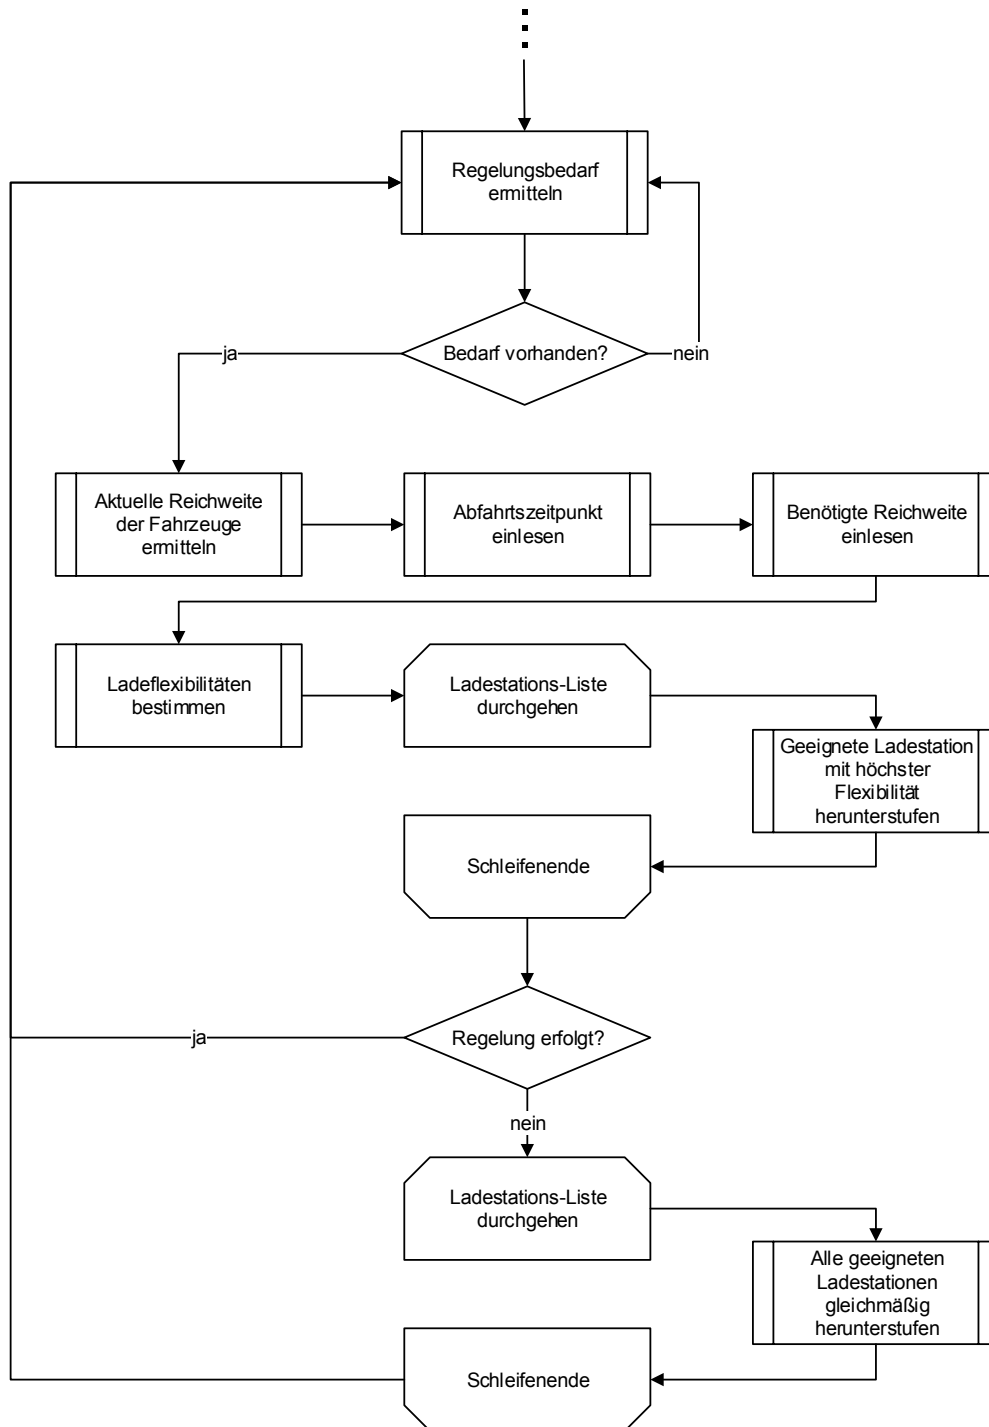 Regelungsbedarf
ermitteln
Bedarf vorhanden?
ja
nein
Aktuelle Reichweite
der Fahrzeuge
ermitteln
Abfahrtszeitpunkt
einlesen
Benötigte Reichweite
einlesen
Ladeflexibilitäten
bestimmen
Ladestations-Liste
durchgehen
Geeignete Ladestation
mit höchster
Flexibilität
herunterstufen
Schleifenende
Regelung erfolgt?
ja
nein
Ladestations-Liste
durchgehen
Alle geeigneten
Ladestationen
gleichmäßig
herunterstufen
Schleifenende